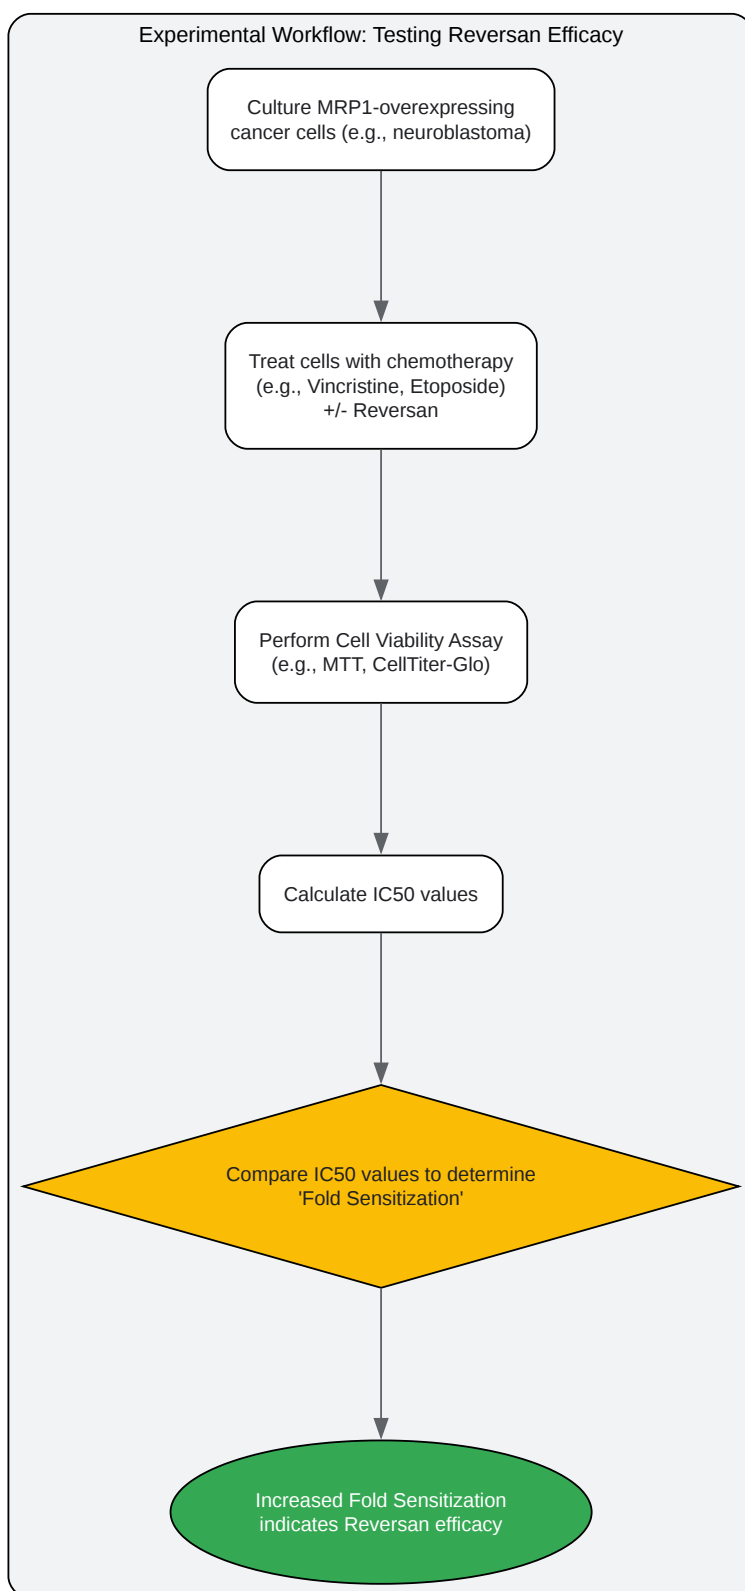 Experimental Workflow: Testing Reversan Efficacy
Culture MRP1-overexpressing
cancer cells (e.g., neuroblastoma)
Treat cells with chemotherapy
(e.g., Vincristine, Etoposide)
+/- Reversan
Perform Cell Viability Assay
(e.g., MTT, CellTiter-Glo)
Calculate IC50 values
Compare IC50 values to determine
'Fold Sensitization'
Increased Fold Sensitization
indicates Reversan efficacy